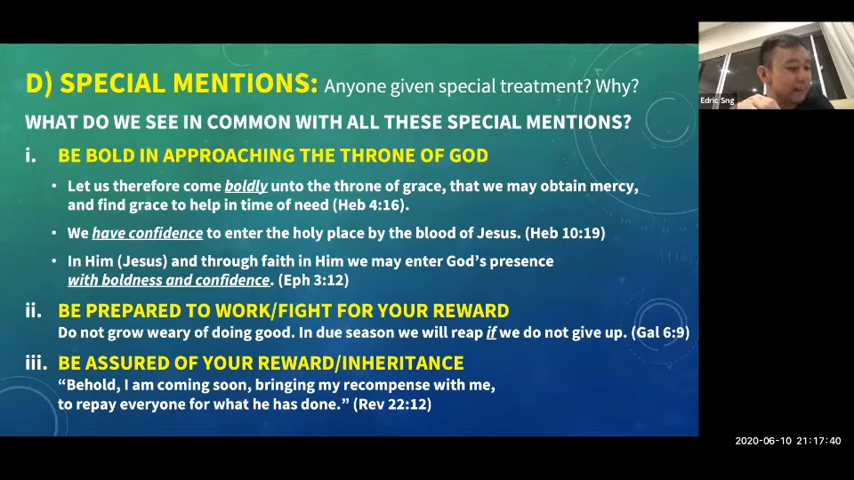 D) SPECIAL MENTIONS: Anyone given special treatment? Why?
WHAT DO WE SEE IN COMMON WITH ALL THESE SPECIAL MENTIONS?
i. BE BOLD IN APPROACHING THE THRONE OF GOD
• Let us therefore come boldly unto the throne of grace, that we may obtain mercy,
and find grace to help in time of need (Heb 4:16).
• We have confidence to enter the holy place by the blood of Jesus. (Heb 10:19)
• In Him (Jesus) and through faith in Him we may enter God's presence
with boldness and confidence. (Eph 3:12)
ii. BE PREPARED TO WORK/FIGHT FOR YOUR REWARD
Do not grow weary of doing good. In due season we will reap if we do not give up. (Gal 6:9)
iii. BE ASSURED OF YOUR REWARD/INHERITANCE
“Behold, I am coming soon, bringing my recompense with me,
to repay everyone for what he has done.” (Rev 22:12)
Edric Sng
2020-06-10 21:17:40